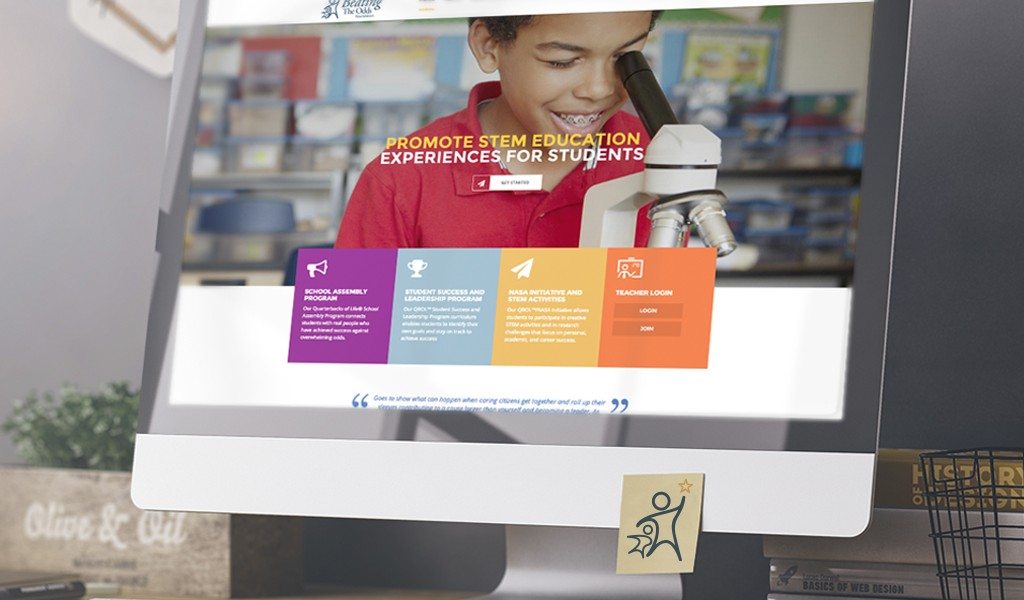 Beating
The Odds
Foundation
PROMOTE STEM EDUCATION
EXPERIENCES FOR STUDENTS
GET STARTED
SCHOOL ASSEMBLY
PROGRAM
Our Quarterbacks of Life® School
Assembly Program connects
students with real people who
have achieved success against
overwhelming odds.
STUDENT SUCCESS AND
LEADERSHIP PROGRAM
Our QBOL™ Student Success and
Leadership Program curriculum
enables students to identify their
own goals and stay on track to
achieve success
NASA INITIATIVE AND
STEM ACTIVITIES
Our QBOL™/NASA Initiative allows
students to participate in creative
STEM activities and in research
challenges that focus on personal,
academic, and career success.
TEACHER LOGIN
LOGIN
JOIN
“ Goes to show what can happen when caring citizens get together and roll up their ”
sleeves contributing to a cause larger than yourself and becoming a leader. As
Olive & Oil
HISTORY
OF
BASICS OF WEB DESIGN